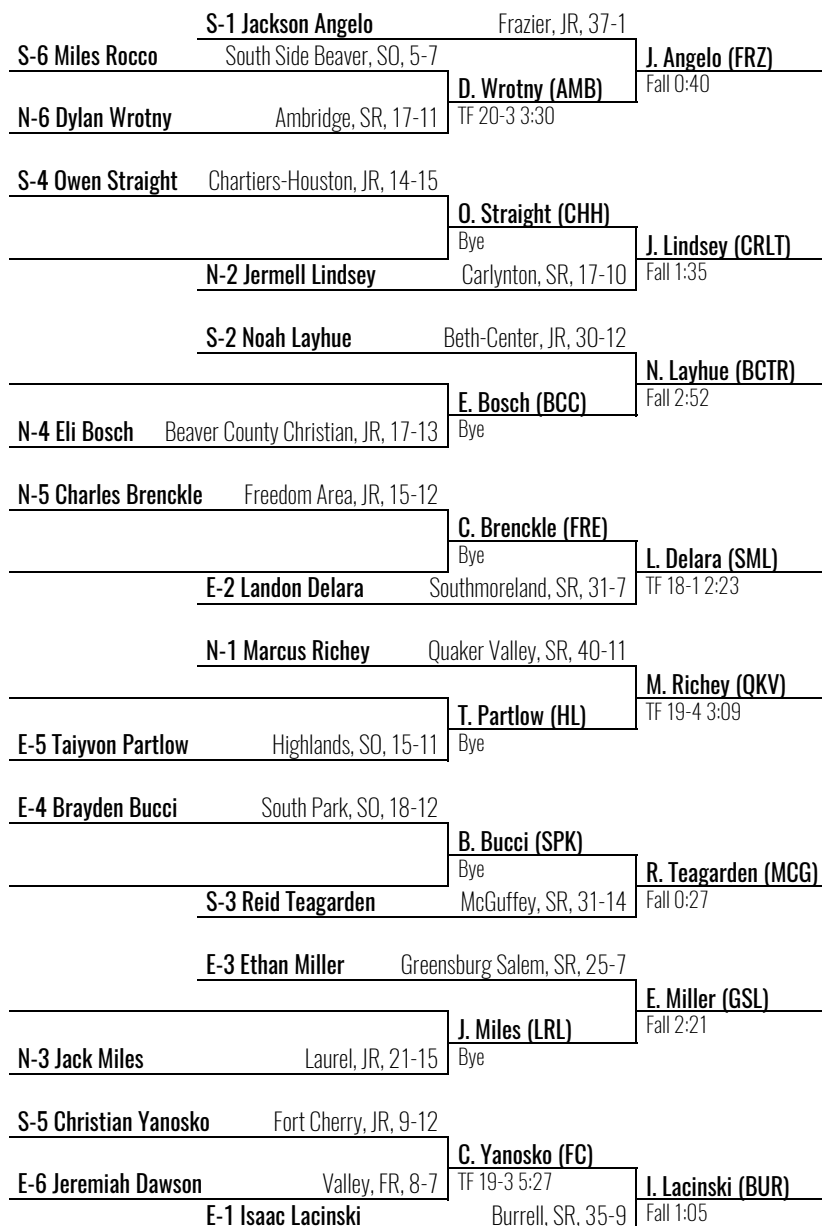 S-1 Jackson Angelo Frazier, JR, 37-1
S-6 Miles Rocco South Side Beaver, SO, 5-7 J. Angelo (FRZ)
D. Wrotny (AMB) Fall 0:40
N-6 Dylan Wrotny Ambridge, SR, 17-11 TF 20-3 3:30
S-4 Owen Straight Chartiers-Houston, JR, 14-15
O. Straight (CHH)
Bye J. Lindsey (CRLT)
N-2 Jermell Lindsey Carlynton, SR, 17-10 Fall 1:35
S-2 Noah Layhue Beth-Center, JR, 30-12
N. Layhue (BCTR)
E. Bosch (BCC) Fall 2:52
N-4 Eli Bosch Beaver County Christian, JR, 17-13 Bye
N-5 Charles Brenckle Freedom Area, JR, 15-12
C. Brenckle (FRE)
Bye L. Delara (SML)
E-2 Landon Delara Southmoreland, SR, 31-7 TF 18-1 2:23
N-1 Marcus Richey Quaker Valley, SR, 40-11
M. Richey (QKV)
T. Partlow (HL) TF 19-4 3:09
E-5 Taiyvon Partlow Highlands, SO, 15-11 Bye
E-4 Brayden Bucci South Park, SO, 18-12
B. Bucci (SPK)
Bye R. Teagarden (MCG)
S-3 Reid Teagarden McGuffey, SR, 31-14 Fall 0:27
E-3 Ethan Miller Greensburg Salem, SR, 25-7
E. Miller (GSL)
J. Miles (LRL) Fall 2:21
N-3 Jack Miles Laurel, JR, 21-15 Bye
S-5 Christian Yanosko Fort Cherry, JR, 9-12
C. Yanosko (FC)
E-6 Jeremiah Dawson Valley, FR, 8-7 TF 19-3 5:27 I. Lacinski (BUR)
E-1 Isaac Lacinski Burrell, SR, 35-9 Fall 1:05